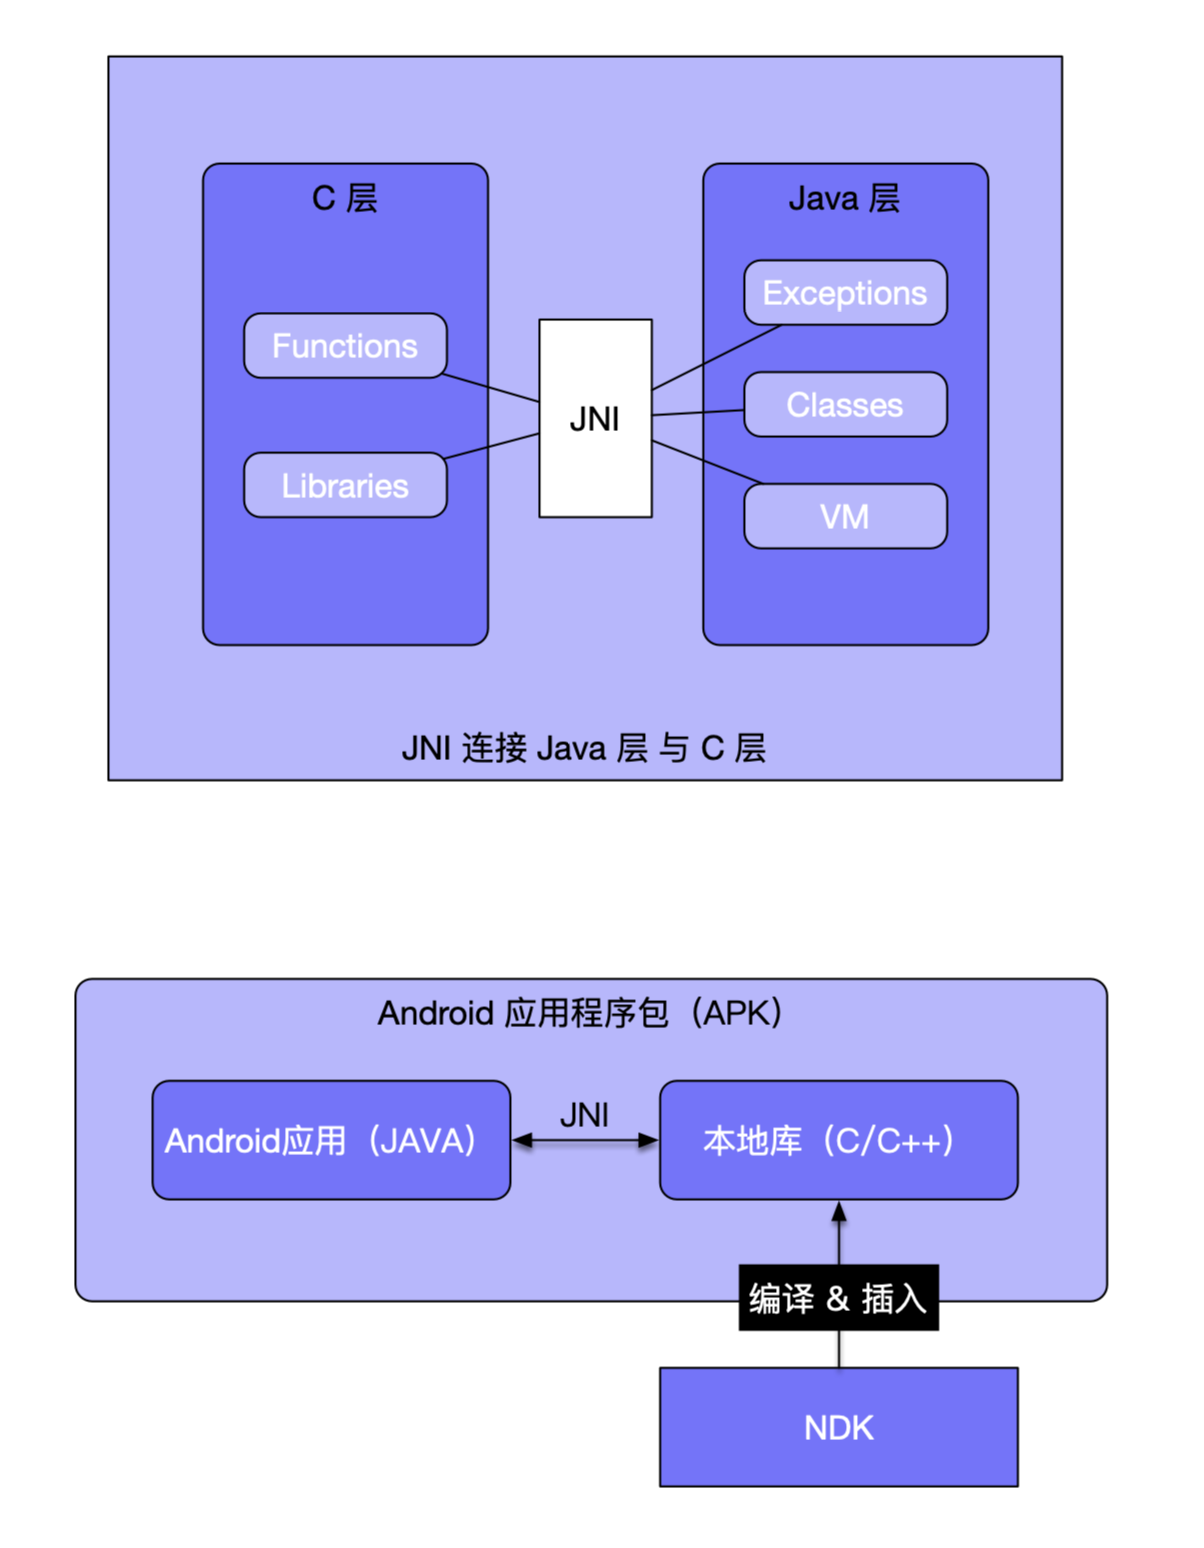 C 层
Functions
Libraries
JNI
Java 层
Exceptions
Classes
VM
JNI 连接 Java 层 与 C 层
Android 应用程序包（APK）
Android应用（JAVA）
JNI
本地库（C/C++）
编译 & 插入
NDK